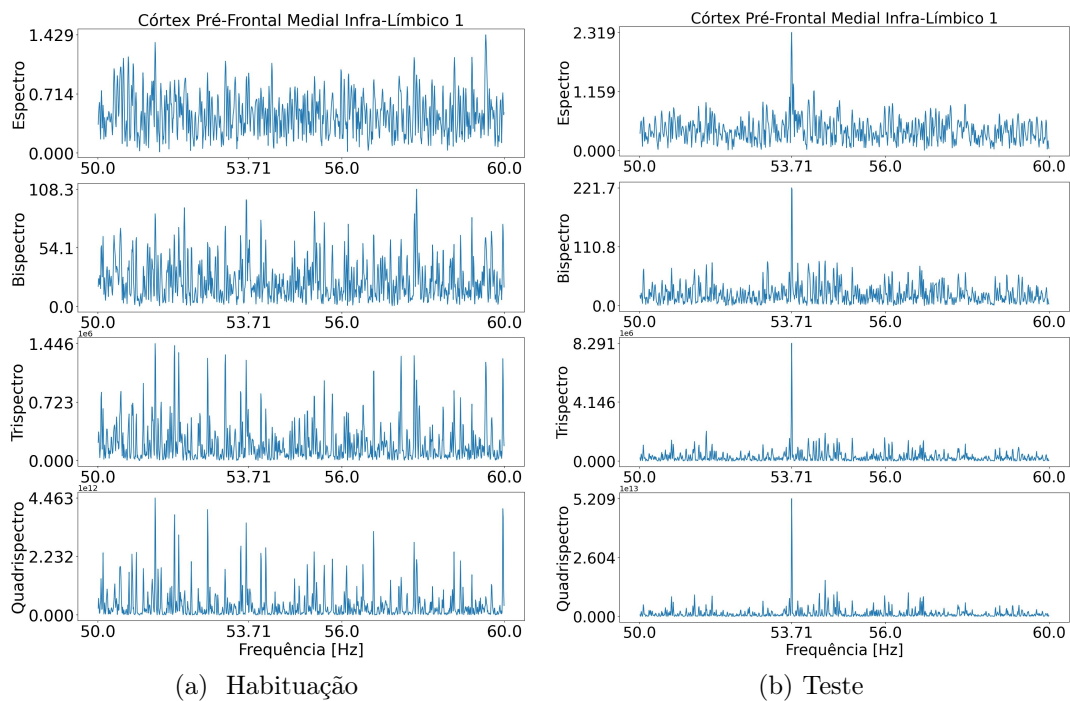 Córtex Pré-Frontal Medial Infra-Límbico 1
1.429
0.714
0.000
Espectro
50.0 53.71 56.0 60.0
108.3
54.1
0.0
Bispectro
50.0 53.71 56.0 60.0
1e6
1.446
0.723
0.000
Trispectro
50.0 53.71 56.0 60.0
1e12
4.463
2.232
0.000
Quadrispectro
50.0 53.71 56.0 60.0
Frequência [Hz]
(a) Habituação
Córtex Pré-Frontal Medial Infra-Límbico 1
2.319
1.159
0.000
Espectro
50.0 53.71 56.0 60.0
221.7
110.8
0.0
Bispectro
50.0 53.71 56.0 60.0
1e6
8.291
4.146
0.000
Trispectro
50.0 53.71 56.0 60.0
1e13
5.209
2.604
0.000
Quadrispectro
50.0 53.71 56.0 60.0
Frequência [Hz]
(b) Teste